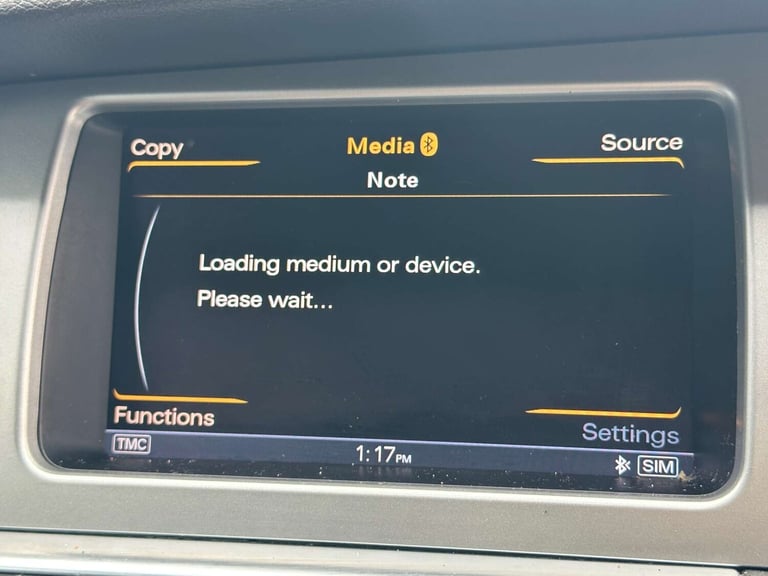 Copy Media Source
Note
Loading medium or device.
Please wait...
Functions Settings
TMC 1:17PM SIM